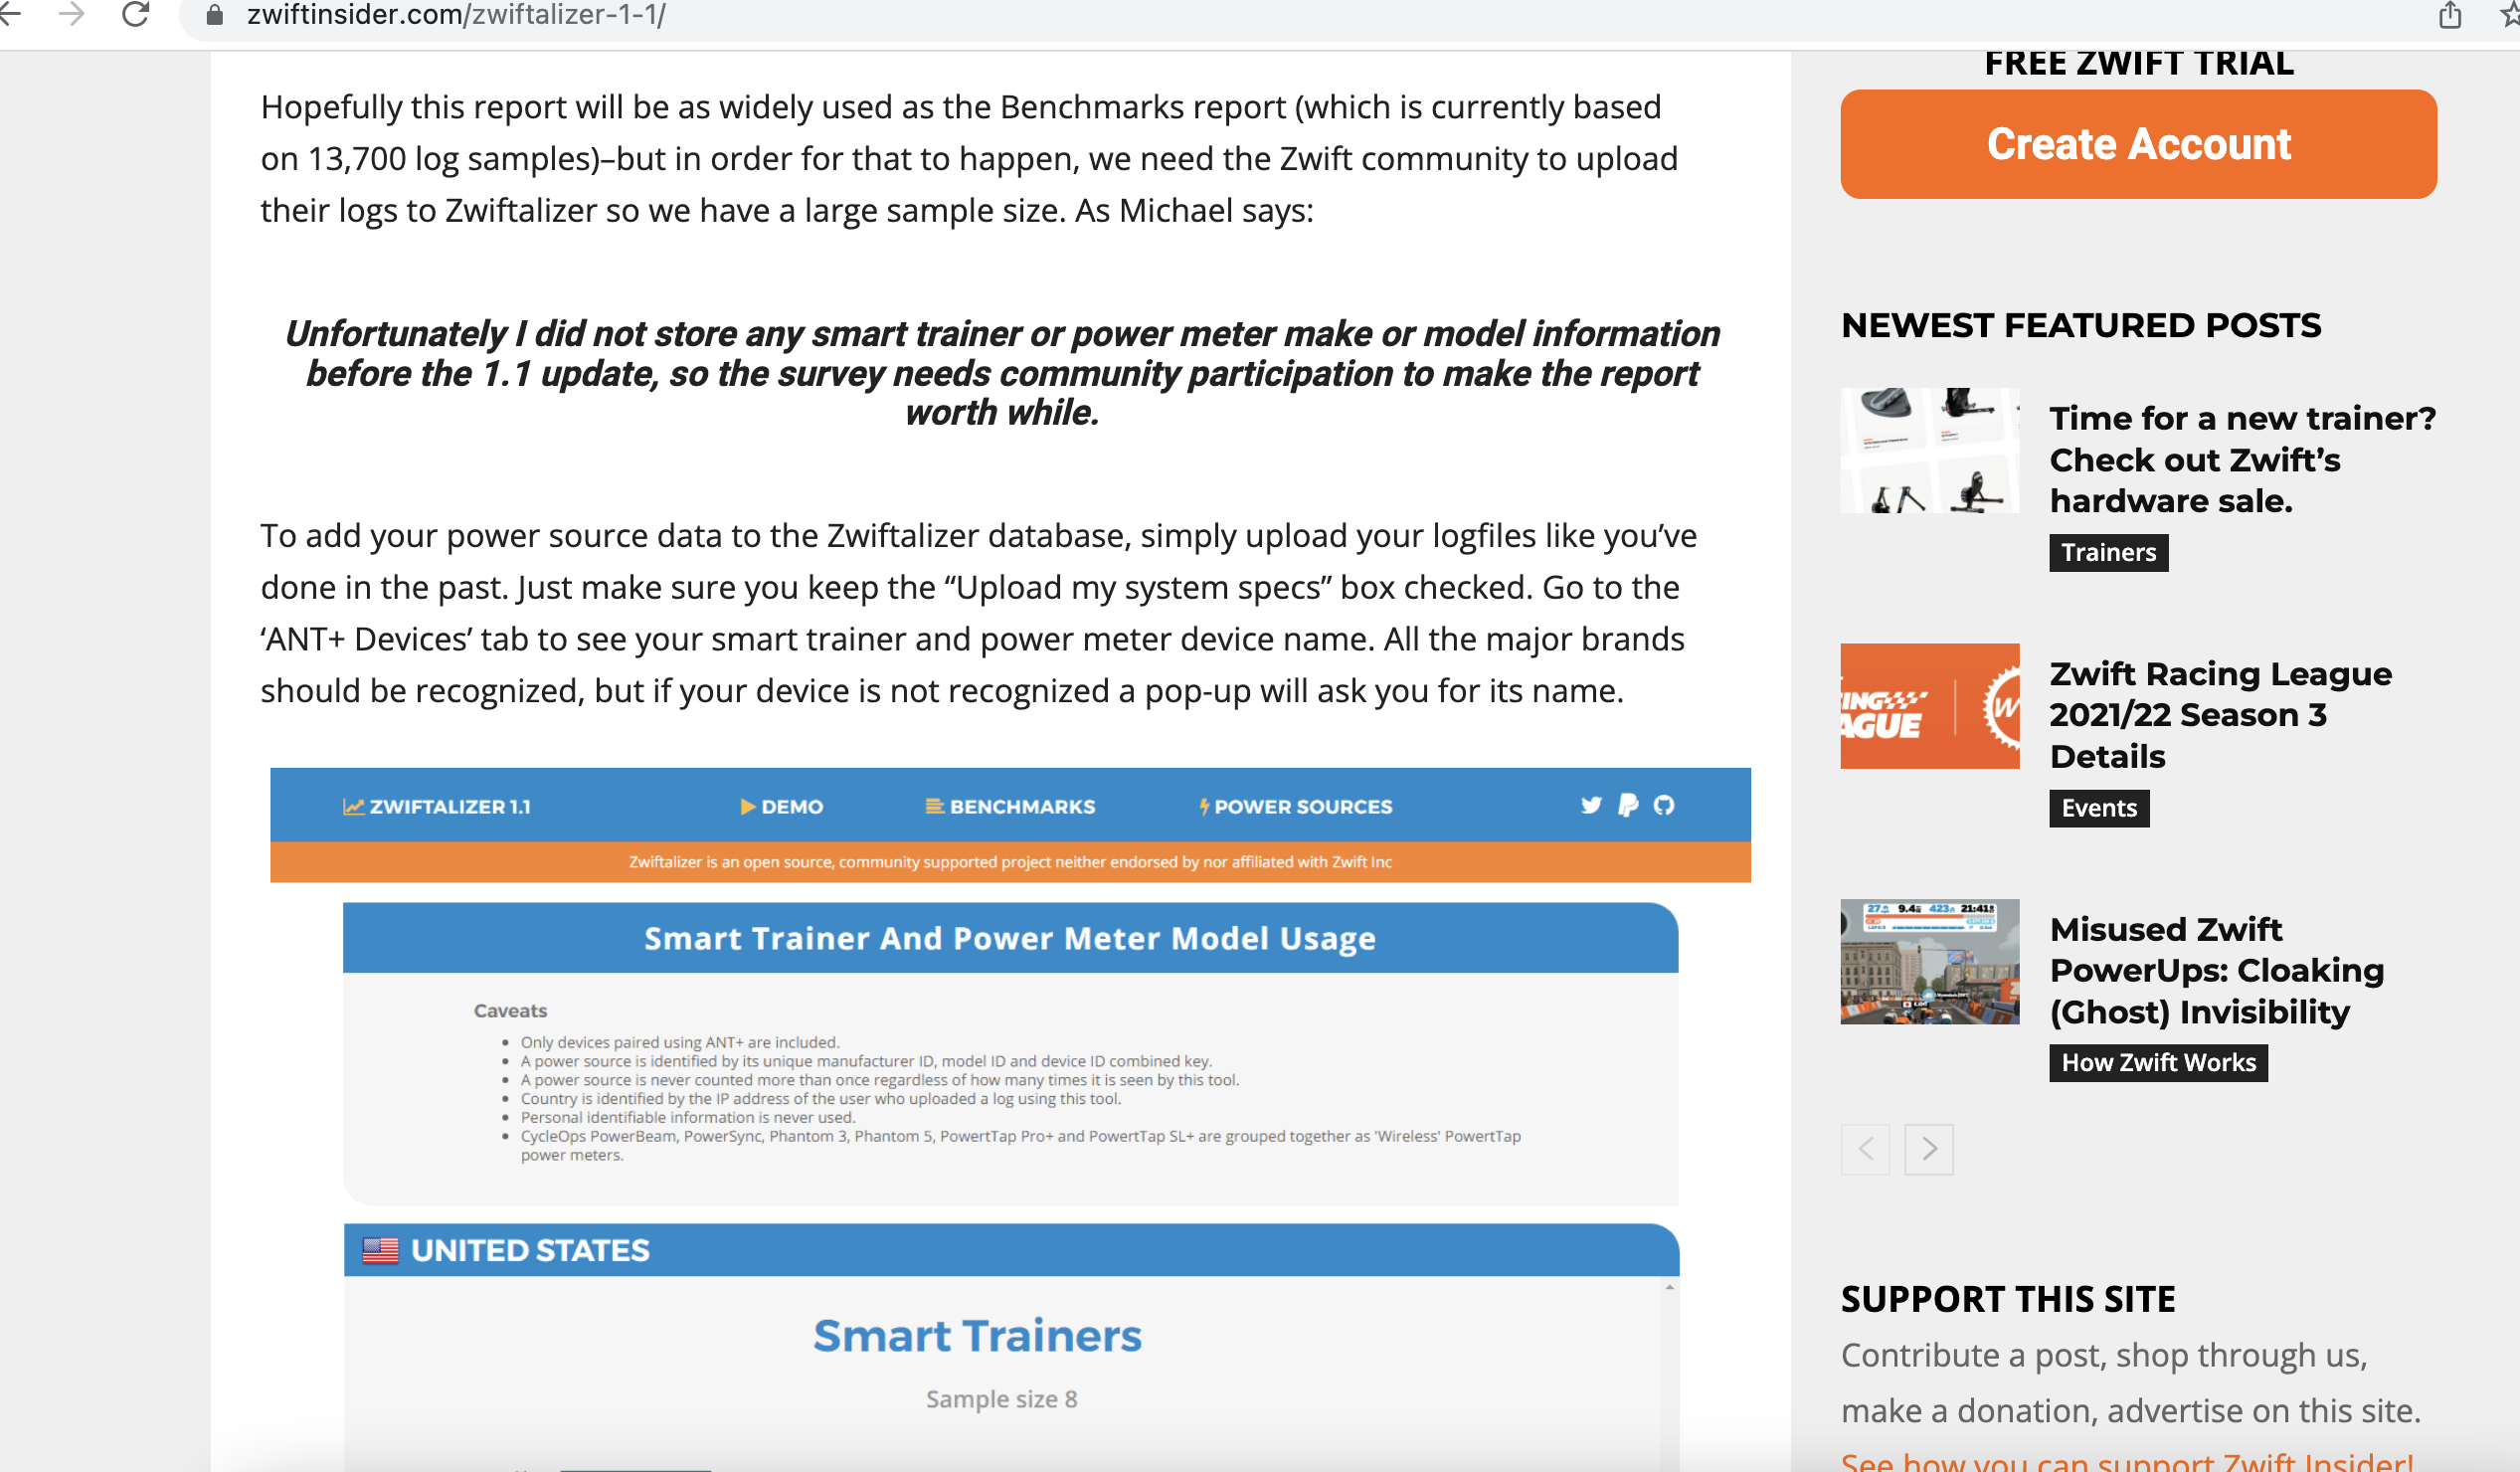 zwiftinsider.com/zwiftalizer-1-1/
Hopefully this report will be as widely used as the Benchmarks report (which is currently based
on 13,700 log samples)–but in order for that to happen, we need the Zwift community to upload
their logs to Zwiftalizer so we have a large sample size. As Michael says:
Unfortunately I did not store any smart trainer or power meter make or model information
before the 1.1 update, so the survey needs community participation to make the report
worth while.
To add your power source data to the Zwiftalizer database, simply upload your logfiles like you’ve
done in the past. Just make sure you keep the “Upload my system specs” box checked. Go to the
‘ANT+ Devices’ tab to see your smart trainer and power meter device name. All the major brands
should be recognized, but if your device is not recognized a pop-up will ask you for its name.
ZWIFTALIZER 1.1 DEMO BENCHMARKS POWER SOURCES
Zwiftalizer is an open source, community supported project neither endorsed by nor affiliated with Zwift Inc
Smart Trainer And Power Meter Model Usage
Caveats
• Only devices paired using ANT+ are included.
• A power source is identified by its unique manufacturer ID, model ID and device ID combined key.
• A power source is never counted more than once regardless of how many times it is seen by this tool.
• Country is identified by the IP address of the user who uploaded a log using this tool.
• Personal identifiable information is never used.
• CycleOps PowerBeam, PowerSync, Phantom 3, Phantom 5, PowertTap Pro+ and PowertTap SL+ are grouped together as 'Wireless' PowertTap
power meters.
UNITED STATES
Smart Trainers
Sample size 8
FREE ZWIFT TRIAL
Create Account
NEWEST FEATURED POSTS
Time for a new trainer?
Check out Zwift’s
hardware sale.
Trainers
ING
AGUE
W
Zwift Racing League
2021/22 Season 3
Details
Events
27 9.4 423 21:41
Misused Zwift
PowerUps: Cloaking
(Ghost) Invisibility
How Zwift Works
SUPPORT THIS SITE
Contribute a post, shop through us,
make a donation, advertise on this site.
See how you can support Zwift Insider!